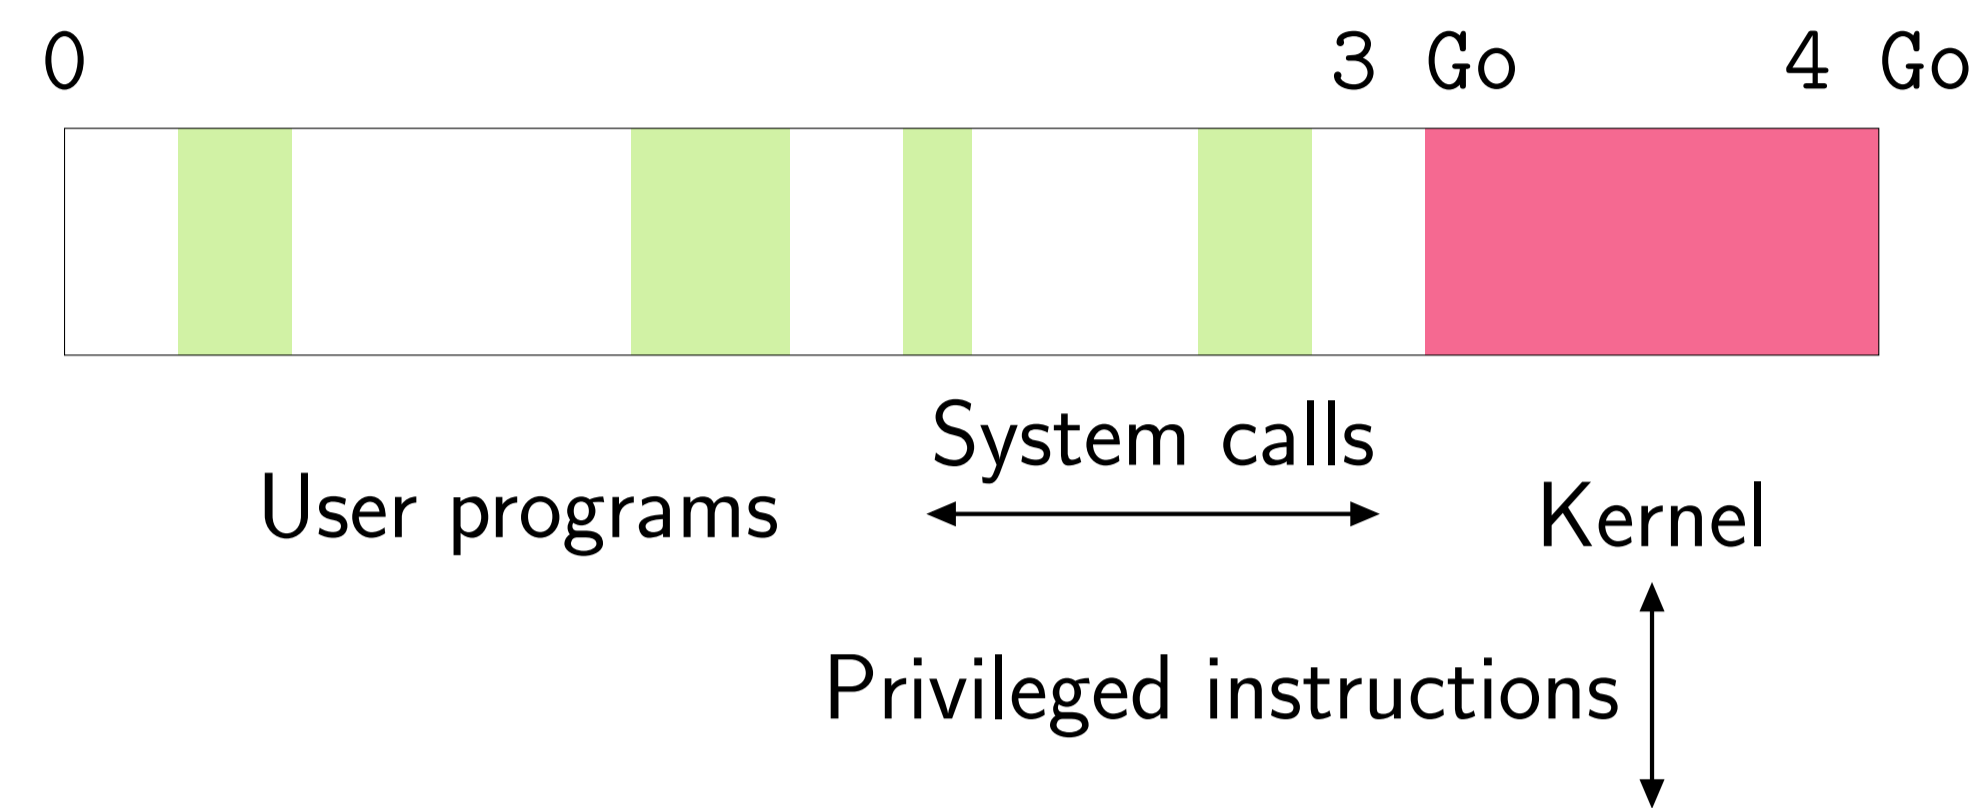 0 3 Go 4 Go
System calls
User programs
Kernel
Privileged instructions